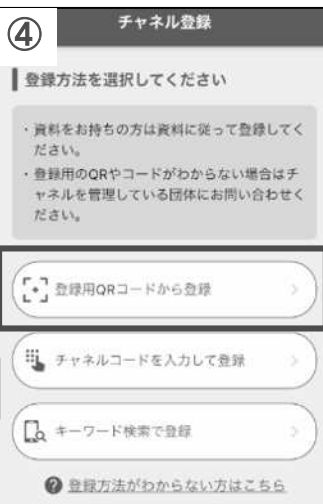 ④
チャネル登録
登録方法を選択してください
・資料をお持ちの方は資料に従って登録してく
ださい。
・登録用のQRやコードがわからない場合はチ
ャネルを管理している団体にお問い合わせく
ださい。
登録用QRコードから登録
チャネルコードを入力して登録
キーワード検索で登録
? 登録方法がわからない方はこちら